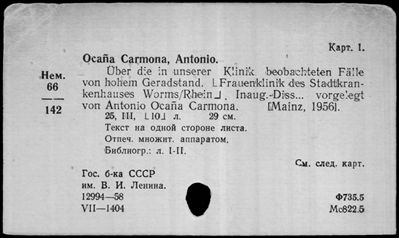 Карт. 1.
Ocaña Carmona, Antonio.
Нем.
66
142
Über die in unserer Klinik beobachteten Fälle
von hohem Geradstand. ⌊Frauenklinik des Stadtkran-
kenhauses Worms/Rhein⌋. Inaug.-Diss... vorgelegt
von Antonio Ocaña Carmona. [Mainz, 1956].
25, III, ⌊10⌋ л. 29 см.
Текст на одной стороне листа.
Отпеч. множит. аппаратом.
Библиогр.: л. I-II.
См. след. карт.
Гос. б-ка СССР
им. В. И. Ленина.
12994—58
VII—1404
Ф735.5
Мс822.5